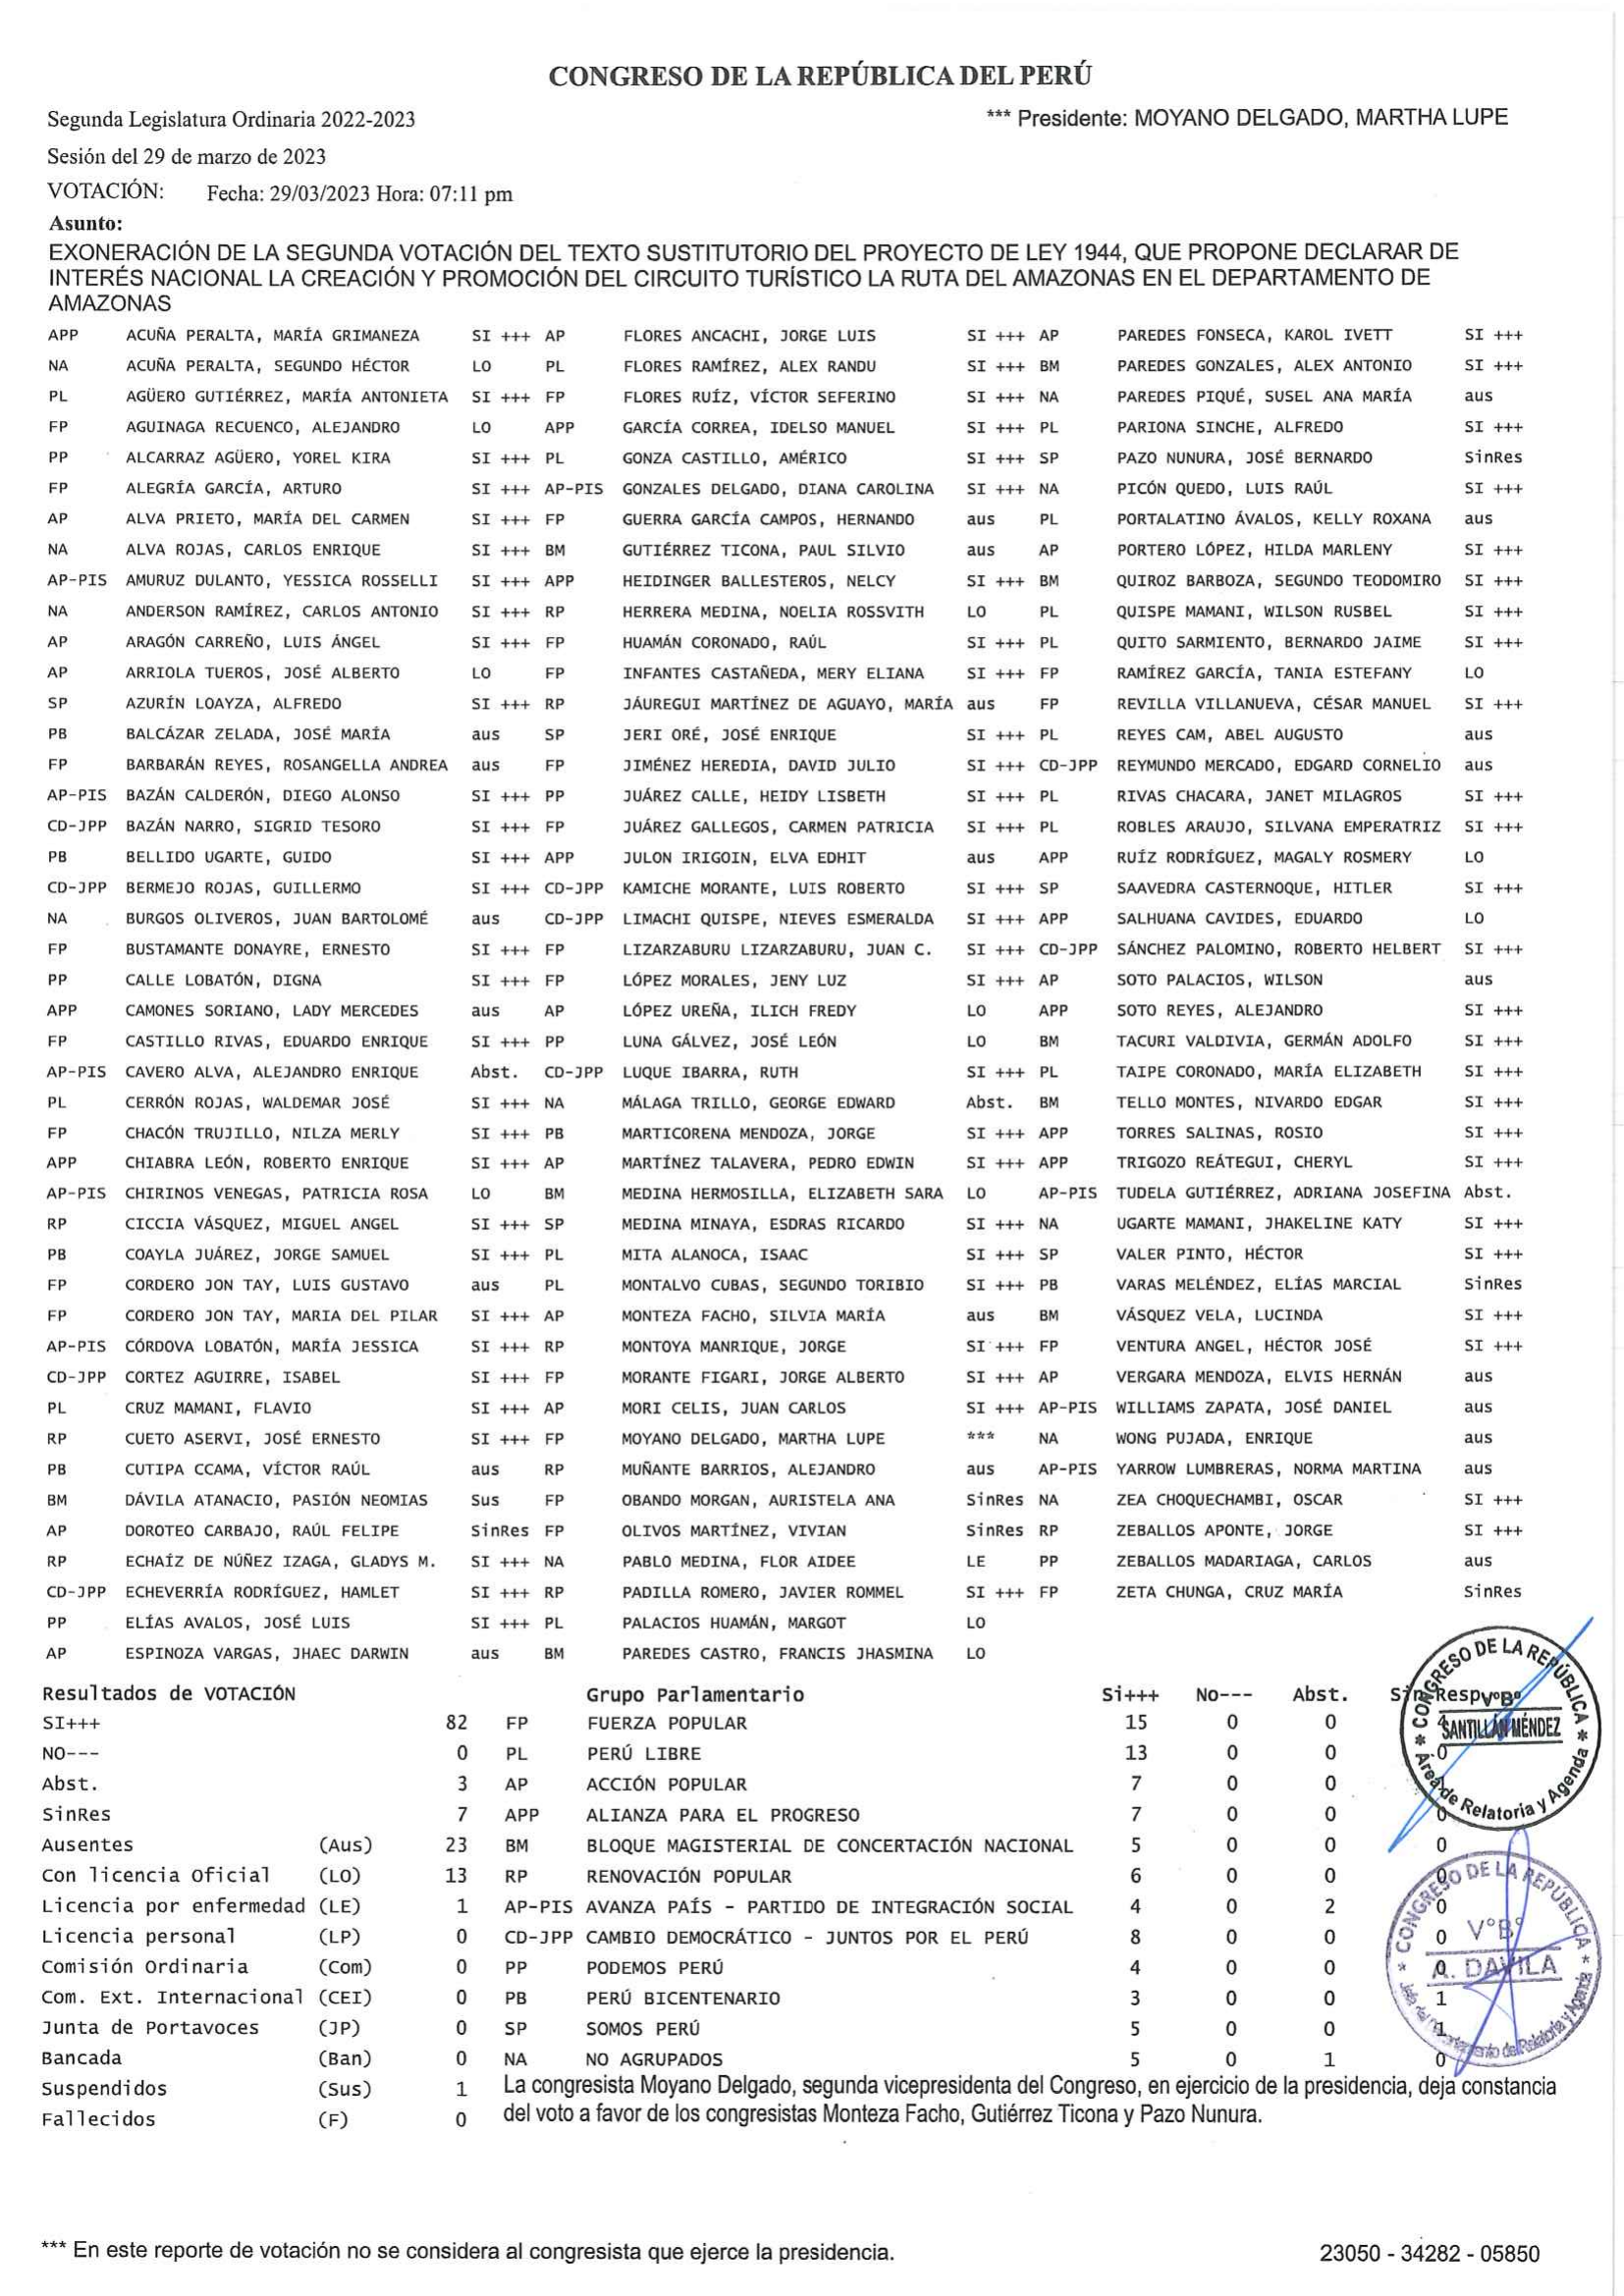 CONGRESO DE LA REPÚBLICA DEL PERÚ
Segunda Legislatura Ordinaria 2022-2023 *** Presidente: MOYANO DELGADO, MARTHA LUPE
Sesión del 29 de marzo de 2023
VOTACIÓN: Fecha: 29/03/2023 Hora: 07:11 pm
Asunto:
EXONERACIÓN DE LA SEGUNDA VOTACIÓN DEL TEXTO SUSTITUTORIO DEL PROYECTO DE LEY 1944, QUE PROPONE DECLARAR DE
INTERÉS NACIONAL LA CREACIÓN Y PROMOCIÓN DEL CIRCUITO TURÍSTICO LA RUTA DEL AMAZONAS EN EL DEPARTAMENTO DE
AMAZONAS
APP ACUÑA PERALTA, MARÍA GRIMANEZA SI +++ AP FLORES ANCACHI, JORGE LUIS SI +++ AP PAREDES FONSECA, KAROL IVETT SI +++
NA ACUÑA PERALTA, SEGUNDO HÉCTOR LO PL FLORES RAMÍREZ, ALEX RANDU SI +++ BM PAREDES GONZALES, ALEX ANTONIO SI +++
PL AGÜERO GUTIÉRREZ, MARÍA ANTONIETA SI +++ FP FLORES RUÍZ, VÍCTOR SEFERINO SI +++ NA PAREDES PIQUÉ, SUSEL ANA MARÍA aus
FP AGUINAGA RECUENCO, ALEJANDRO LO APP GARCÍA CORREA, IDELSO MANUEL SI +++ PL PARIONA SINCHE, ALFREDO SI +++
PP ALCARRAZ AGÜERO, YOREL KIRA SI +++ PL GONZA CASTILLO, AMÉRICO SI +++ SP PAZO NUNURA, JOSÉ BERNARDO SinRes
FP ALEGRÍA GARCÍA, ARTURO SI +++ AP-PIS GONZALES DELGADO, DIANA CAROLINA SI +++ NA PICÓN QUEDO, LUIS RAÚL SI +++
AP ALVA PRIETO, MARÍA DEL CARMEN SI +++ FP GUERRA GARCÍA CAMPOS, HERNANDO aus PL PORTALATINO ÁVALOS, KELLY ROXANA aus
NA ALVA ROJAS, CARLOS ENRIQUE SI +++ BM GUTIÉRREZ TICONA, PAUL SILVIO aus AP PORTERO LÓPEZ, HILDA MARLENY SI +++
AP-PIS AMURUZ DULANTO, YESSICA ROSSELLI SI +++ APP HEIDINGER BALLESTEROS, NELCY SI +++ BM QUIROZ BARBOZA, SEGUNDO TEODOMIRO SI +++
NA ANDERSON RAMÍREZ, CARLOS ANTONIO SI +++ RP HERRERA MEDINA, NOELIA ROSSVITH LO PL QUISPE MAMANI, WILSON RUSBEL SI +++
AP ARAGÓN CARREÑO, LUIS ÁNGEL SI +++ FP HUAMÁN CORONADO, RAÚL SI +++ PL QUITO SARMIENTO, BERNARDO JAIME SI +++
AP ARRIOLA TUEROS, JOSÉ ALBERTO LO FP INFANTES CASTAÑEDA, MERY ELIANA SI +++ FP RAMÍREZ GARCÍA, TANIA ESTEFANY LO
SP AZURÍN LOAYZA, ALFREDO SI +++ RP JÁUREGUI MARTÍNEZ DE AGUAYO, MARÍA aus FP REVILLA VILLANUEVA, CÉSAR MANUEL SI +++
PB BALCÁZAR ZELADA, JOSÉ MARÍA aus SP JERI ORÉ, JOSÉ ENRIQUE SI +++ PL REYES CAM, ABEL AUGUSTO aus
FP BARBARÁN REYES, ROSANGELLA ANDREA aus FP JIMÉNEZ HEREDIA, DAVID JULIO SI +++ CD-JPP REYMUNDO MERCADO, EDGARD CORNELIO aus
AP-PIS BAZÁN CALDERÓN, DIEGO ALONSO SI +++ PP JUÁREZ CALLE, HEIDY LISBETH SI +++ PL RIVAS CHACARA, JANET MILAGROS SI +++
CD-JPP BAZÁN NARRO, SIGRID TESORO SI +++ FP JUÁREZ GALLEGOS, CARMEN PATRICIA SI +++ PL ROBLES ARAUJO, SILVANA EMPERATRIZ SI +++
PB BELLIDO UGARTE, GUIDO SI +++ APP JULON IRIGOIN, ELVA EDHIT aus APP RUÍZ RODRÍGUEZ, MAGALY ROSMERY LO
CD-JPP BERMEJO ROJAS, GUILLERMO SI +++ CD-JPP KAMICHE MORANTE, LUIS ROBERTO SI +++ SP SAAVEDRA CASTERNOQUE, HITLER SI +++
NA BURGOS OLIVEROS, JUAN BARTOLOMÉ aus CD-JPP LIMACHI QUISPE, NIEVES ESMERALDA SI +++ APP SALHUANA CAVIDES, EDUARDO LO
FP BUSTAMANTE DONAYRE, ERNESTO SI +++ FP LIZARZABURU LIZARZABURU, JUAN C. SI +++ CD-JPP SÁNCHEZ PALOMINO, ROBERTO HELBERT SI +++
PP CALLE LOBATÓN, DIGNA SI +++ FP LÓPEZ MORALES, JENY LUZ SI +++ AP SOTO PALACIOS, WILSON aus
APP CAMONES SORIANO, LADY MERCEDES aus AP LÓPEZ UREÑA, ILICH FREDY LO APP SOTO REYES, ALEJANDRO SI +++
FP CASTILLO RIVAS, EDUARDO ENRIQUE SI +++ PP LUNA GÁLVEZ, JOSÉ LEÓN LO BM TACURI VALDIVIA, GERMÁN ADOLFO SI +++
AP-PIS CAVERO ALVA, ALEJANDRO ENRIQUE Abst. CD-JPP LUQUE IBARRA, RUTH SI +++ PL TAIPE CORONADO, MARÍA ELIZABETH SI +++
PL CERRÓN ROJAS, WALDEMAR JOSÉ SI +++ NA MÁLAGA TRILLO, GEORGE EDWARD Abst. BM TELLO MONTES, NIVARDO EDGAR SI +++
FP CHACÓN TRUJILLO, NILZA MERLY SI +++ PB MARTICORENA MENDOZA, JORGE SI +++ APP TORRES SALINAS, ROSIO SI +++
APP CHIABRA LEÓN, ROBERTO ENRIQUE SI +++ AP MARTÍNEZ TALAVERA, PEDRO EDWIN SI +++ APP TRIGOZO REÁTEGUI, CHERYL SI +++
AP-PIS CHIRINOS VENEGAS, PATRICIA ROSA LO BM MEDINA HERMOSILLA, ELIZABETH SARA LO AP-PIS TUDELA GUTIÉRREZ, ADRIANA JOSEFINA Abst.
RP CICCIA VÁSQUEZ, MIGUEL ANGEL SI +++ SP MEDINA MINAYA, ESDRAS RICARDO SI +++ NA UGARTE MAMANI, JHAKELINE KATY SI +++
PB COAYLA JUÁREZ, JORGE SAMUEL SI +++ PL MITA ALANOCA, ISAAC SI +++ SP VALER PINTO, HÉCTOR SI +++
FP CORDERO JON TAY, LUIS GUSTAVO aus PL MONTALVO CUBAS, SEGUNDO TORIBIO SI +++ PB VARAS MELÉNDEZ, ELÍAS MARCIAL SinRes
FP CORDERO JON TAY, MARIA DEL PILAR SI +++ AP MONTEZA FACHO, SILVIA MARÍA aus BM VÁSQUEZ VELA, LUCINDA SI +++
AP-PIS CÓRDOVA LOBATÓN, MARÍA JESSICA SI +++ RP MONTOYA MANRIQUE, JORGE SI +++ FP VENTURA ANGEL, HÉCTOR JOSÉ SI +++
CD-JPP CORTEZ AGUIRRE, ISABEL SI +++ FP MORANTE FIGARI, JORGE ALBERTO SI +++ AP VERGARA MENDOZA, ELVIS HERNÁN aus
PL CRUZ MAMANI, FLAVIO SI +++ AP MORI CELIS, JUAN CARLOS SI +++ AP-PIS WILLIAMS ZAPATA, JOSÉ DANIEL aus
RP CUETO ASERVI, JOSÉ ERNESTO SI +++ FP MOYANO DELGADO, MARTHA LUPE *** NA WONG PUJADA, ENRIQUE aus
PB CUTIPA CCAMA, VÍCTOR RAÚL aus RP MUÑANTE BARRIOS, ALEJANDRO aus AP-PIS YARROW LUMBRERAS, NORMA MARTINA aus
BM DÁVILA ATANACIO, PASIÓN NEOMIAS Sus FP OBANDO MORGAN, AURISTELA ANA SinRes NA ZEA CHOQUECHAMBI, OSCAR SI +++
AP DOROTEO CARBAJO, RAÚL FELIPE SinRes FP OLIVOS MARTÍNEZ, VIVIAN SinRes RP ZEBALLOS APONTE, JORGE SI +++
RP ECHAÍZ DE NÚÑEZ IZAGA, GLADYS M. SI +++ NA PABLO MEDINA, FLOR AIDEE LE PP ZEBALLOS MADARIAGA, CARLOS aus
CD-JPP ECHEVERRÍA RODRÍGUEZ, HAMLET SI +++ RP PADILLA ROMERO, JAVIER ROMMEL SI +++ FP ZETA CHUNGA, CRUZ MARÍA SinRes
PP ELÍAS AVALOS, JOSÉ LUIS SI +++ PL PALACIOS HUAMÁN, MARGOT LO
AP ESPINOZA VARGAS, JHAEC DARWIN aus BM PAREDES CASTRO, FRANCIS JHASMINA LO
Resultados de VOTACIÓN Grupo Parlamentario Si+++ No--- Abst. Sin Resp
SI+++ 82 FP FUERZA POPULAR 15 0 0 4
NO--- 0 PL PERÚ LIBRE 13 0 0 0
Abst. 3 AP ACCIÓN POPULAR 7 0 0 1
SinRes 7 APP ALIANZA PARA EL PROGRESO 7 0 0 0
Ausentes (Aus) 23 BM BLOQUE MAGISTERIAL DE CONCERTACIÓN NACIONAL 5 0 0 0
Con licencia Oficial (LO) 13 RP RENOVACIÓN POPULAR 6 0 0 0
Licencia por enfermedad (LE) 1 AP-PIS AVANZA PAÍS - PARTIDO DE INTEGRACIÓN SOCIAL 4 0 2 0
Licencia personal (LP) 0 CD-JPP CAMBIO DEMOCRÁTICO - JUNTOS POR EL PERÚ 8 0 0 0
Comisión Ordinaria (Com) 0 PP PODEMOS PERÚ 4 0 0 0
Com. Ext. Internacional (CEI) 0 PB PERÚ BICENTENARIO 3 0 0 1
Junta de Portavoces (JP) 0 SP SOMOS PERÚ 5 0 0 1
Bancada (Ban) 0 NA NO AGRUPADOS 5 0 1 0
Suspendidos (Sus) 1 La congresista Moyano Delgado, segunda vicepresidenta del Congreso, en ejercicio de la presidencia, deja constancia
Fallecidos (F) 0 del voto a favor de los congresistas Monteza Facho, Gutiérrez Ticona y Pazo Nunura.
* CONGRESO DE LA REPÚBLICA *
V°B°
SANTILLÁN MÉNDEZ
Área de Relatoria y Agenda
* CONGRESO DE LA REPÚBLICA *
V°B°
A. DAVILA
de Relatoria y Agenda
*** En este reporte de votación no se considera al congresista que ejerce la presidencia. 23050 - 34282 - 05850